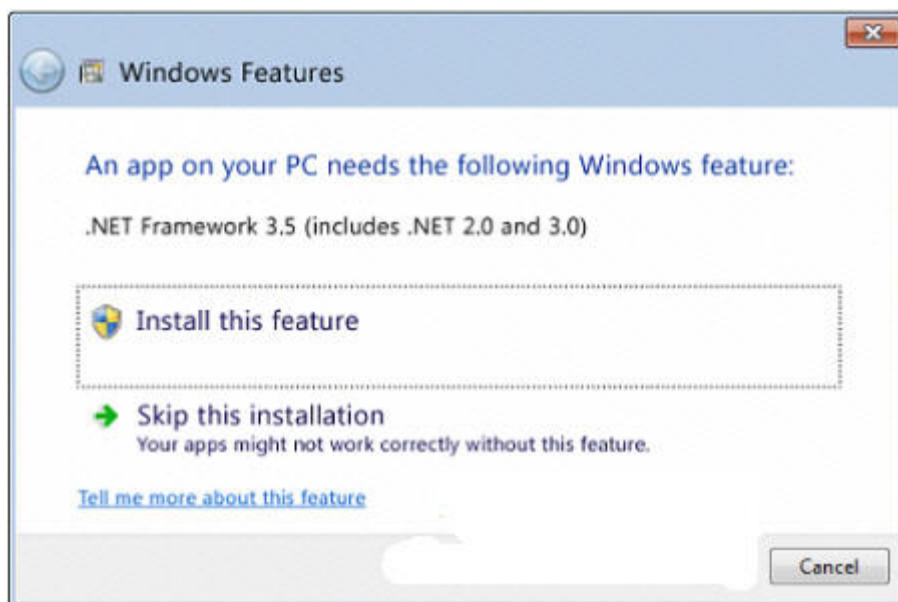 Windows Features
An app on your PC needs the following Windows feature:
.NET Framework 3.5 (includes .NET 2.0 and 3.0)
Install this feature
Skip this installation
Your apps might not work correctly without this feature.
Tell me more about this feature
Cancel